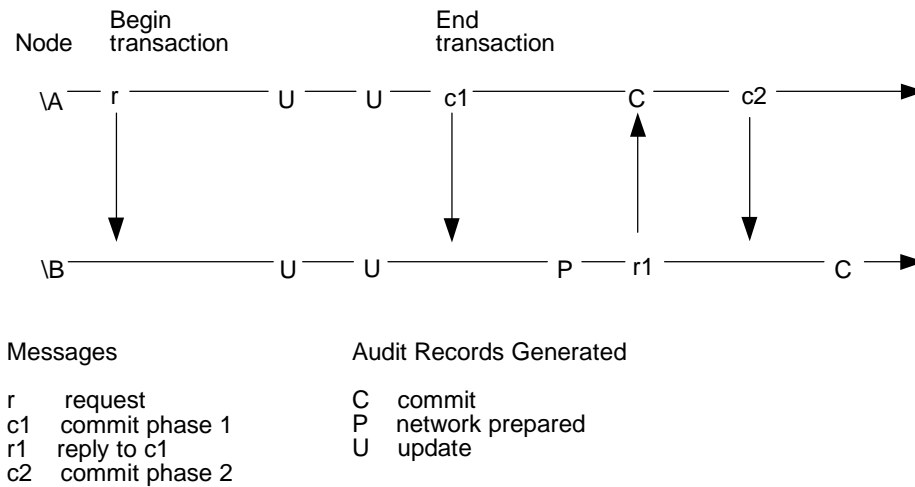 Begin End
Node transaction transaction
\A r U U c1 C c2
\B U U P r1 C
Messages Audit Records Generated
r request C commit
c1 commit phase 1 P network prepared
r1 reply to c1 U update
c2 commit phase 2